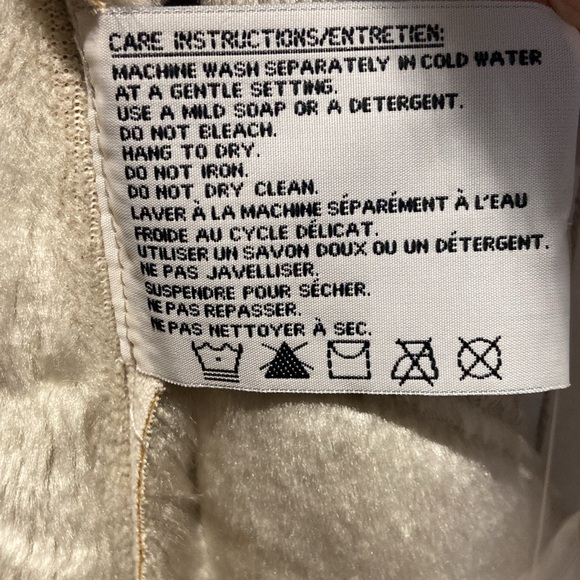 CARE INSTRUCTIONS/ENTRETIEN:
MACHINE WASH SEPARATELY IN COLD WATER
AT A GENTLE SETTING.
USE A MILD SOAP OR A DETERGENT.
DO NOT BLEACH.
HANG TO DRY.
DO NOT IRON.
DO NOT DRY CLEAN.
LAVER À LA MACHINE SÉPARÉMENT À L'EAU
FROIDE AU CYCLE DÉLICAT.
UTILISER UN SAVON DOUX OU UN DÉTERGENT.
NE PAS JAVELLISER.
SUSPENDRE POUR SÉCHER.
NE PAS REPASSER.
NE PAS NETTOYER À SEC.